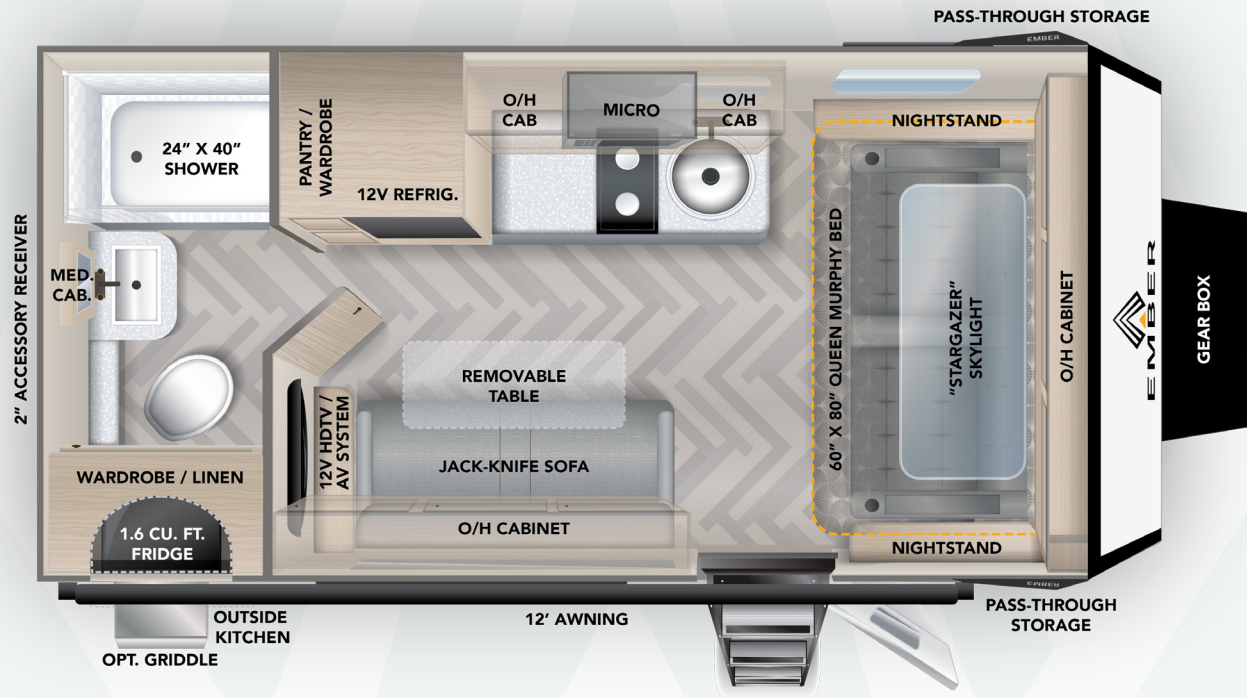 PASS-THROUGH STORAGE
EMBER
O/H
CAB
MICRO
O/H
CAB
NIGHTSTAND
24” X 40”
SHOWER
PANTRY /
WARDROBE
12V REFRIG.
2” ACCESSORY RECEIVER
MED.
CAB.
60” X 80” QUEEN MURPHY BED
“STARGAZER”
SKYLIGHT
O/H CABINET
EMBER
GEAR BOX
REMOVABLE
TABLE
12V HDTV /
AV SYSTEM
JACK-KNIFE SOFA
WARDROBE / LINEN
1.6 CU. FT.
FRIDGE
O/H CABINET
NIGHTSTAND
EMBER
OUTSIDE
KITCHEN
12’ AWNING
PASS-THROUGH
STORAGE
OPT. GRIDDLE